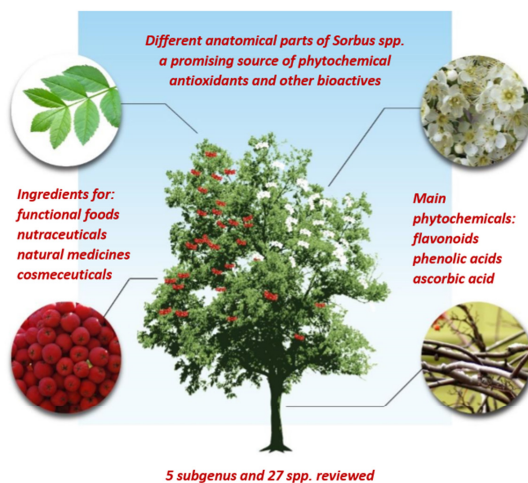 Different anatomical parts of Sorbus spp.
a promising source of phytochemical
antioxidants and other bioactives
Ingredients for:
functional foods
nutraceuticals
natural medicines
cosmeceuticals
Main
phytochemicals:
flavonoids
phenolic acids
ascorbic acid
5 subgenus and 27 spp. reviewed